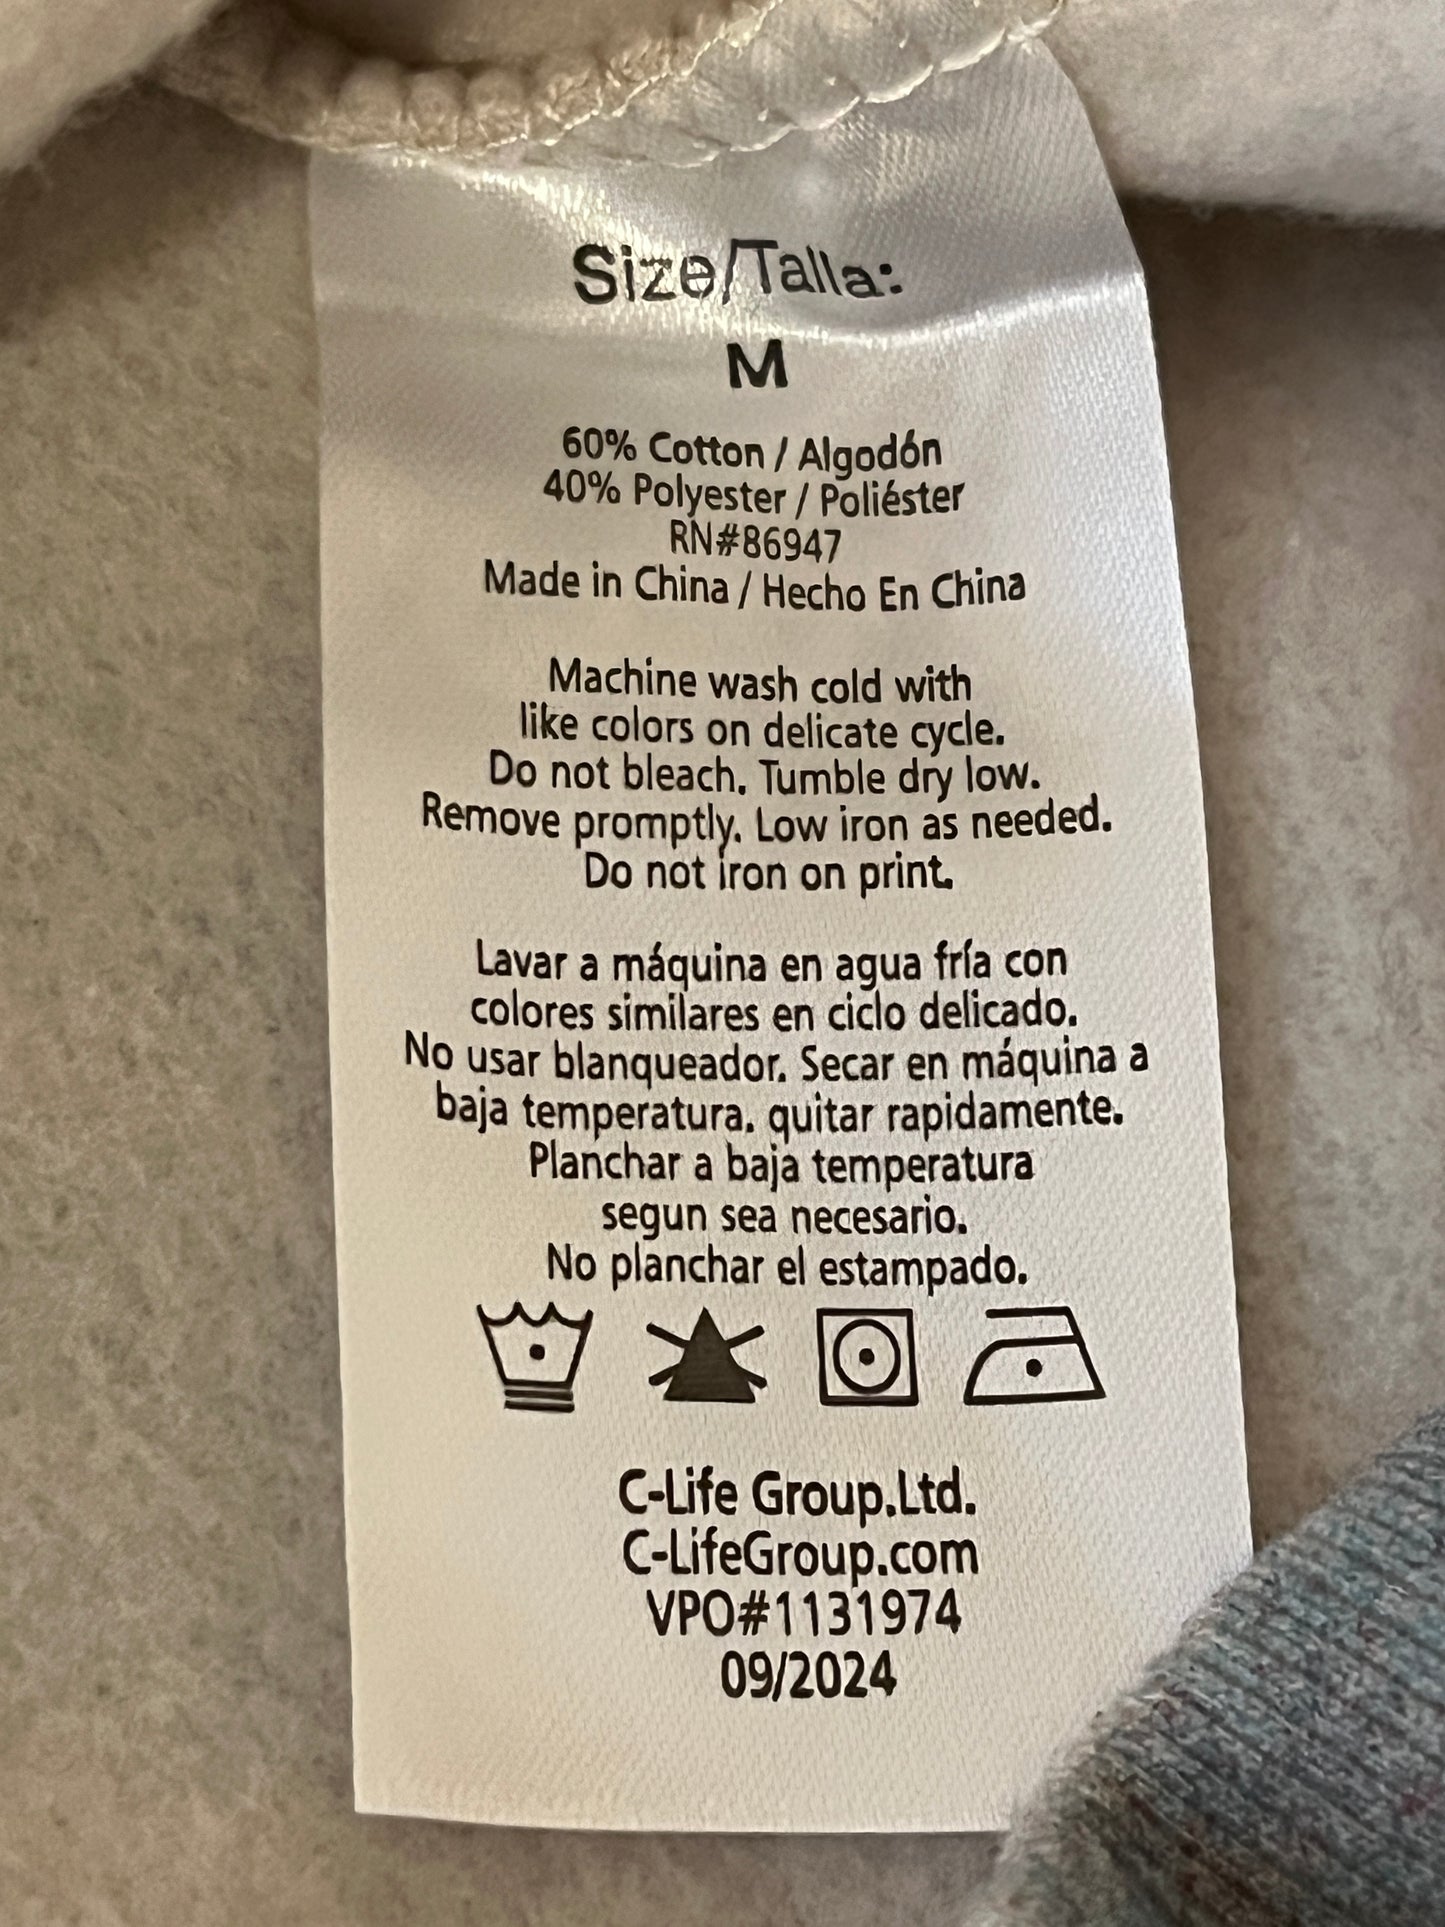 Size/Talla:
M
60% Cotton / Algodón
40% Polyester / Poliéster
RN#86947
Made in China / Hecho En China
Machine wash cold with
like colors on delicate cycle.
Do not bleach. Tumble dry low.
Remove promptly. Low iron as needed.
Do not iron on print.
Lavar a máquina en agua fría con
colores similares en ciclo delicado.
No usar blanqueador. Secar en máquina a
baja temperatura. quitar rapidamente.
Planchar a baja temperatura
segun sea necesario.
No planchar el estampado.
C-Life Group.Ltd.
C-LifeGroup.com
VPO#1131974
09/2024